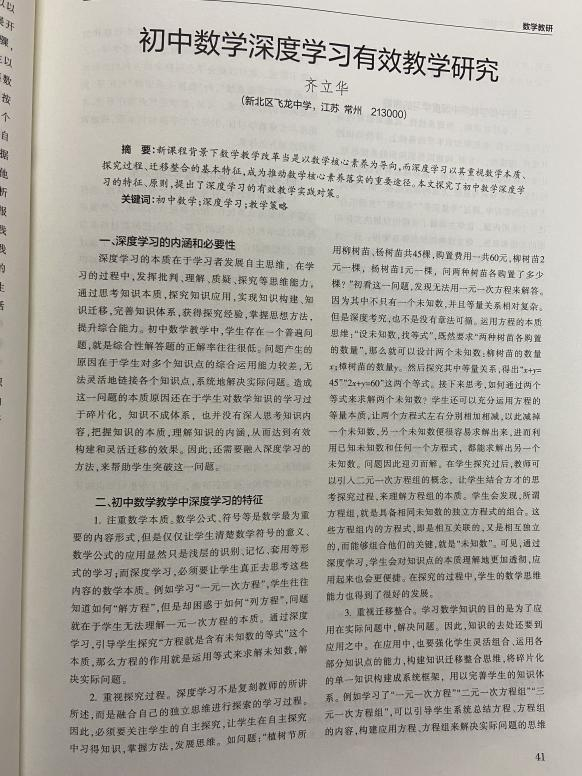 数学教研
初中数学深度学习有效教学研究
齐立华
(新北区飞龙中学，江苏 常州 213000)
摘 要:新课程背景下数学教学改革当是以数学核心素养为导向,而深度学习以其重视数学本质、
探究过程、迁移整合的基本特征,成为推动数学核心素养落实的重要途径。本文探究了初中数学深度学
习的特征、原则,提出了深度学习的有效教学实践对策。
关键词:初中数学;深度学习;教学策略
一、深度学习的内涵和必要性
深度学习的本质在于学习者发展自主思维，在学
习的过程中,发挥批判、理解、质疑、探究等思维能力,
通过思考知识本质,探究知识应用,实现知识构建、知
识迁移,完善知识体系,获得探究经验,掌握思想方法,
提升综合能力。初中数学教学中,学生存在一个普遍问
题,就是综合性解答题的正解率往往很低。问题产生的
原因在于学生对多个知识点的综合运用能力较差,无
法灵活地链接各个知识点,系统地解决实际问题。造成
这一问题的本质原因还在于学生对数学知识的学习过
于碎片化，知识不成体系，也并没有深入思考知识内
容,把握知识的本质,理解知识的内涵,从而达到有效
构建和灵活迁移的效果。因此,还需要融入深度学习的
方法,来帮助学生突破这一问题。
二、初中数学教学中深度学习的特征
1. 注重数学本质。数学公式、符号等是数学最为重
要的内容形式,但是仅仅让学生清楚数学符号的意义、
数学公式的应用显然只是浅层的识别、记忆、套用等形
式的学习;而深度学习,必须要让学生真正去思考这些
内容的数学本质。例如学习“一元一次方程”,学生往往
知道如何“解方程”,但是却困惑于如何“列方程”,问题
就在于学生无法理解一元一次方程的本质。通过深度
学习,引导学生探究“方程就是含有未知数的等式”这个
本质,那么方程的作用就是运用等式来求解未知数,解
决实际问题。
2. 重视探究过程。深度学习不是复刻教师的所讲
所述,而是融合自己的独立思维进行探索的学习过程。
因此,必须要关注学生的自主探究,让学生在自主探究
中习得知识,掌握方法,发展思维。如问题:“植树节所
用柳树苗、杨树苗共45棵,购置费用一共60元,柳树苗2
元一棵，杨树苗1元一棵，问两种树苗各购置了多少
棵？”初看这一问题,发现无法用一元一次方程来解答。
因为其中不只有一个未知数,并且等量关系相对复杂。
但是深度考究,也不是没有章法可循。运用方程的本质
思维:“设未知数,找等式”,既然要求“两种树苗各购置
的数量”,那么就可以设计两个未知数:柳树苗的数量
x;樟树苗的数量y。然后探究其中等量关系,得出“x+y=
45”“2x+y=60”这两个等式。接下来思考,如何通过两个
等式来求解两个未知数？学生还可以充分运用方程的
等量本质,让两个方程式左右分别相加相减,以此减掉
一个未知数,另一个未知数便很容易求解出来,进而利
用已知未知数和任何一个方程式，都能求解出另一个
未知数。问题因此迎刃而解。在学生探究过后,教师可
以引入二元一次方程组的概念，让学生结合方才的思
考探究过程,来理解方程组的本质。学生会发现,所谓
方程组,就是具备相同未知数的独立方程式的组合。这
些方程组内的方程式,即是相互关联的,又是相互独立
的,而能够组合他们的关键,就是“未知数”。可见,通过
深度学习,学生会对知识点的本质理解地更加透彻,应
用起来也会更便捷。在探究的过程中,学生的数学思维
能力也得到了很好的发展。
3. 重视迁移整合。学习数学知识的目的是为了应
用在实际问题中,解决问题。因此,知识的去处还要到
应用之中。在应用中,也要强化学生灵活组合、运用各
部分知识点的能力,构建知识迁移整合思维,将碎片化
的单一知识构建成系统框架，用以完善学生的知识体
系。例如学习了“一元一次方程”“二元一次方程组”“三
元一次方程组”,可以引导学生系统总结方程、方程组
的内容,构建应用方程、方程组来解决实际问题的思维
41